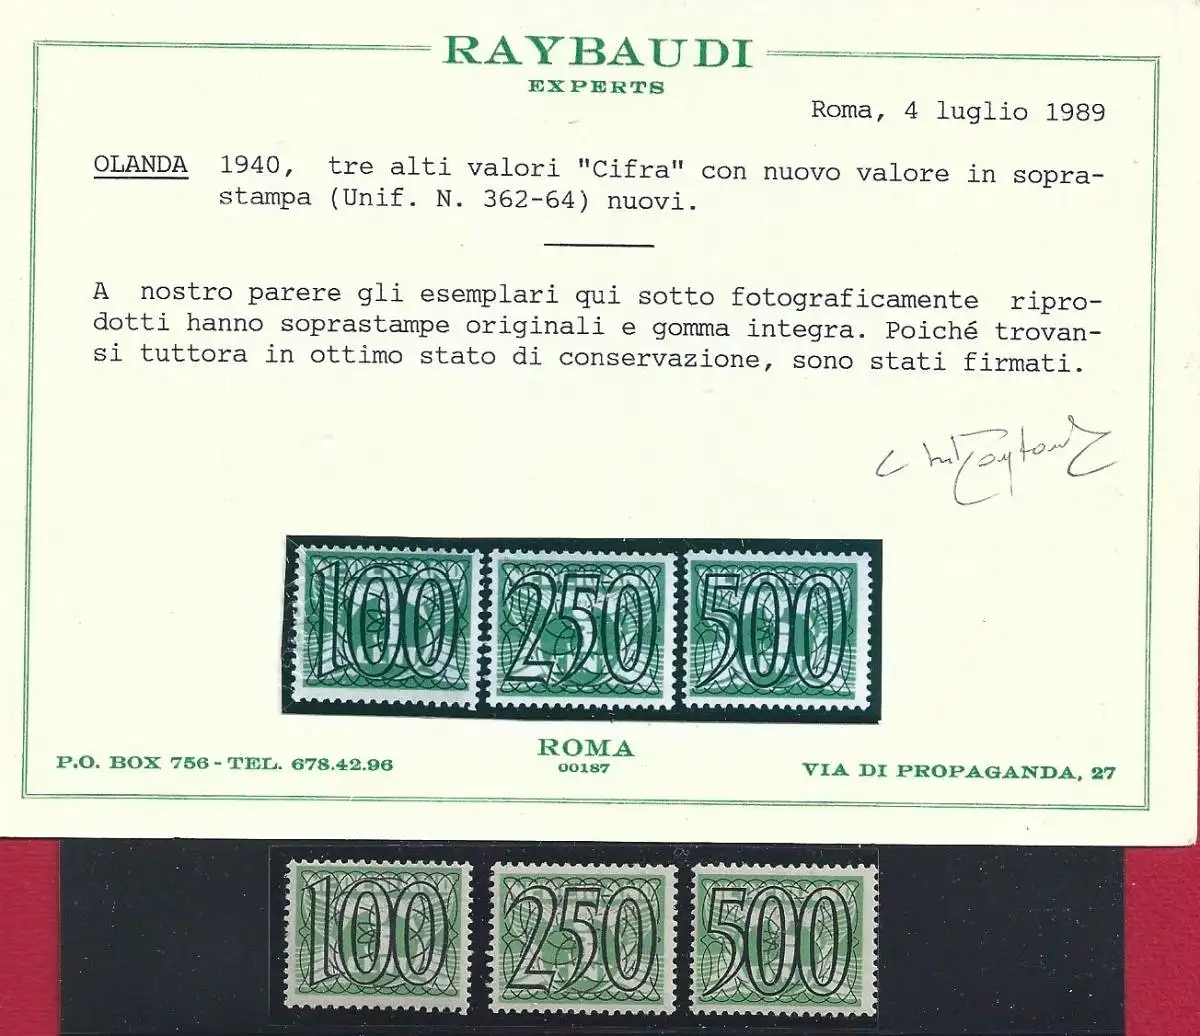 RAYBAUDI
EXPERTS
Roma, 4 luglio 1989
OLANDA 1940, tre alti valori "Cifra" con nuovo valore in sopra-
stampa (Unif. N. 362-64) nuovi.
A nostro parere gli esemplari qui sotto fotograficamente ripro-
dotti hanno soprastampe originali e gomma integra. Poiché trovan-
si tuttora in ottimo stato di conservazione, sono stati firmati.
100 250 500
ROMA
00187
P.O. BOX 756 - TEL. 678.42.96
VIA DI PROPAGANDA, 27
100 250 500